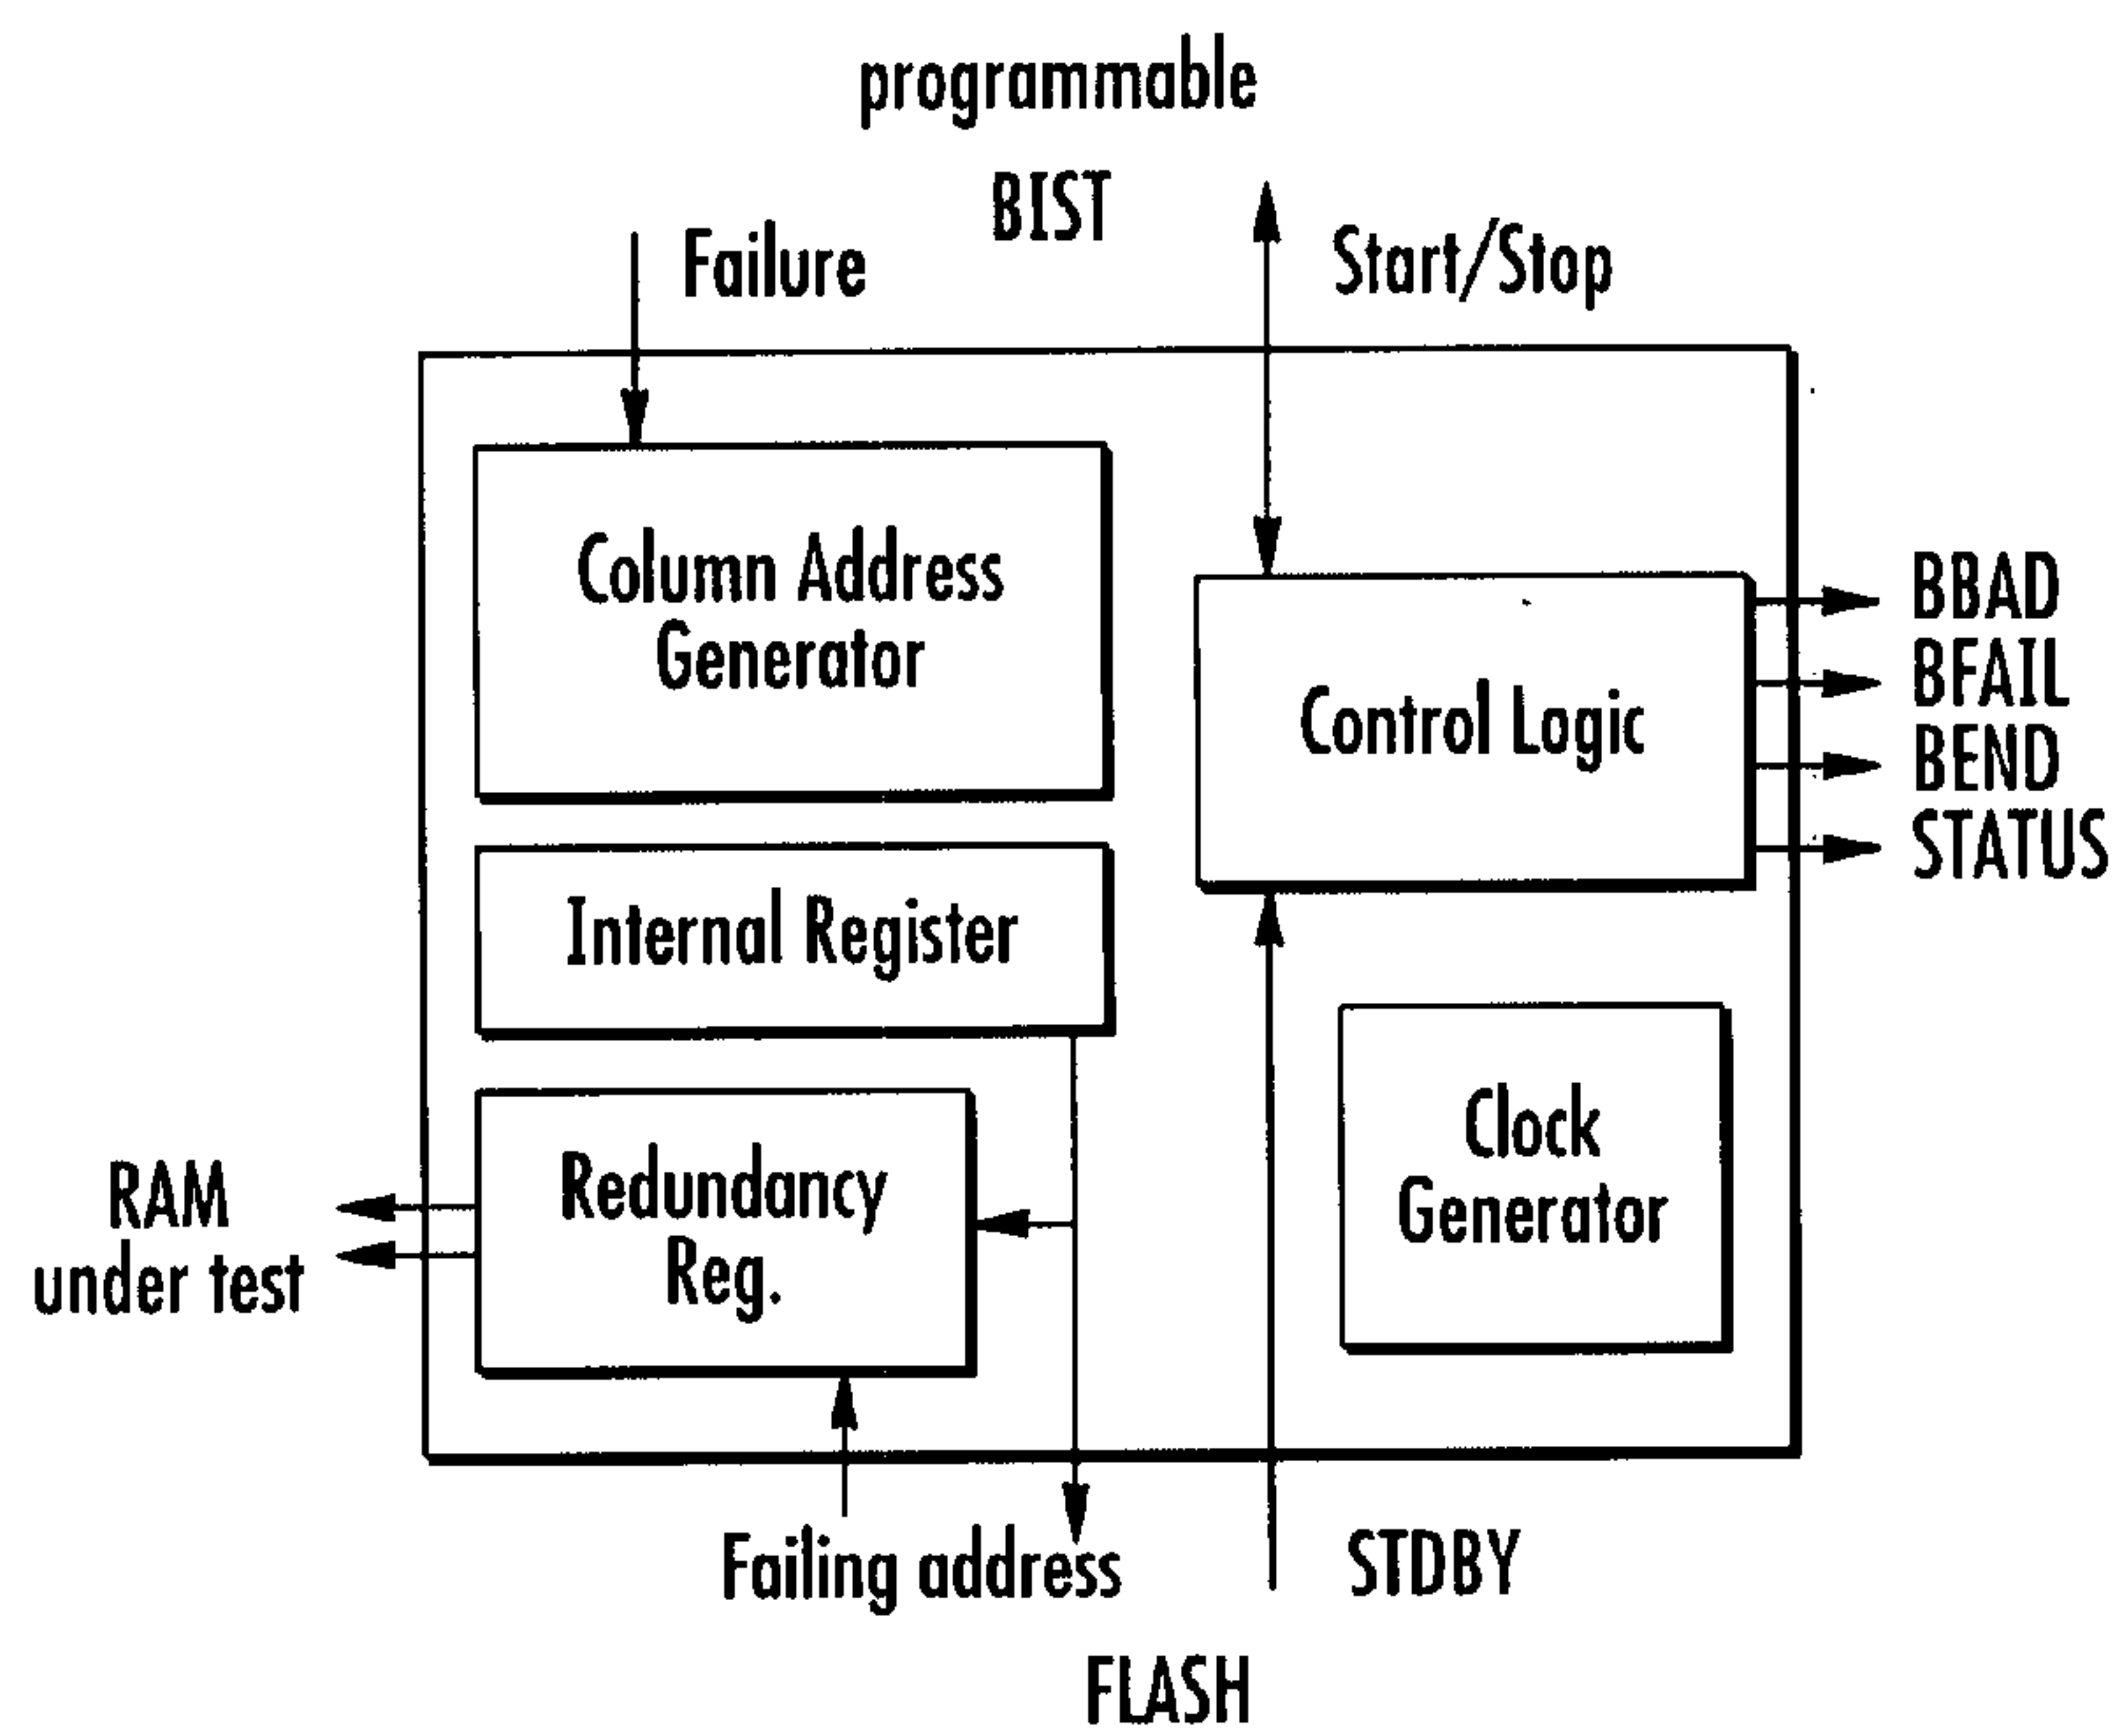 programmable
BIST
Failure
Start/Stop
Column Address
Generator
Control Logic
BBAD
BFAIL
BEND
STATUS
Internal Register
Clock
Generator
Redundancy
Reg.
RAM
under test
Failing address
STDBY
FLASH